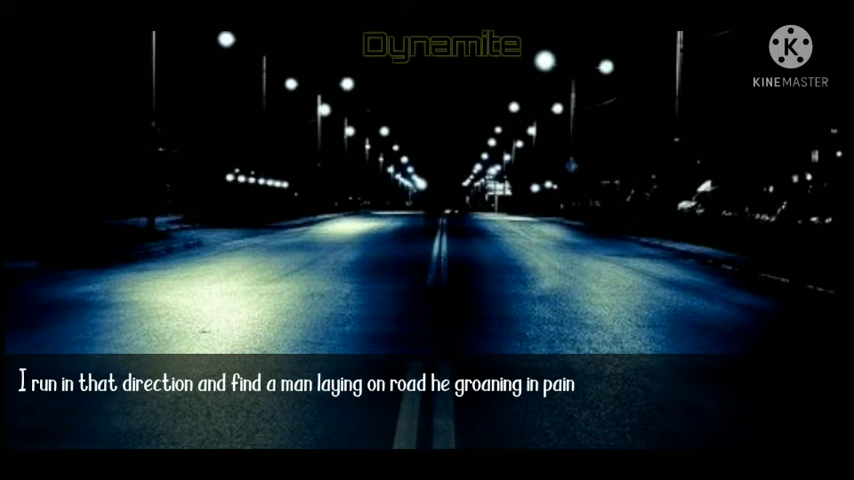 Dynamite
K
KINEMASTER
I run in that direction and find a man laying on road he groaning in pain